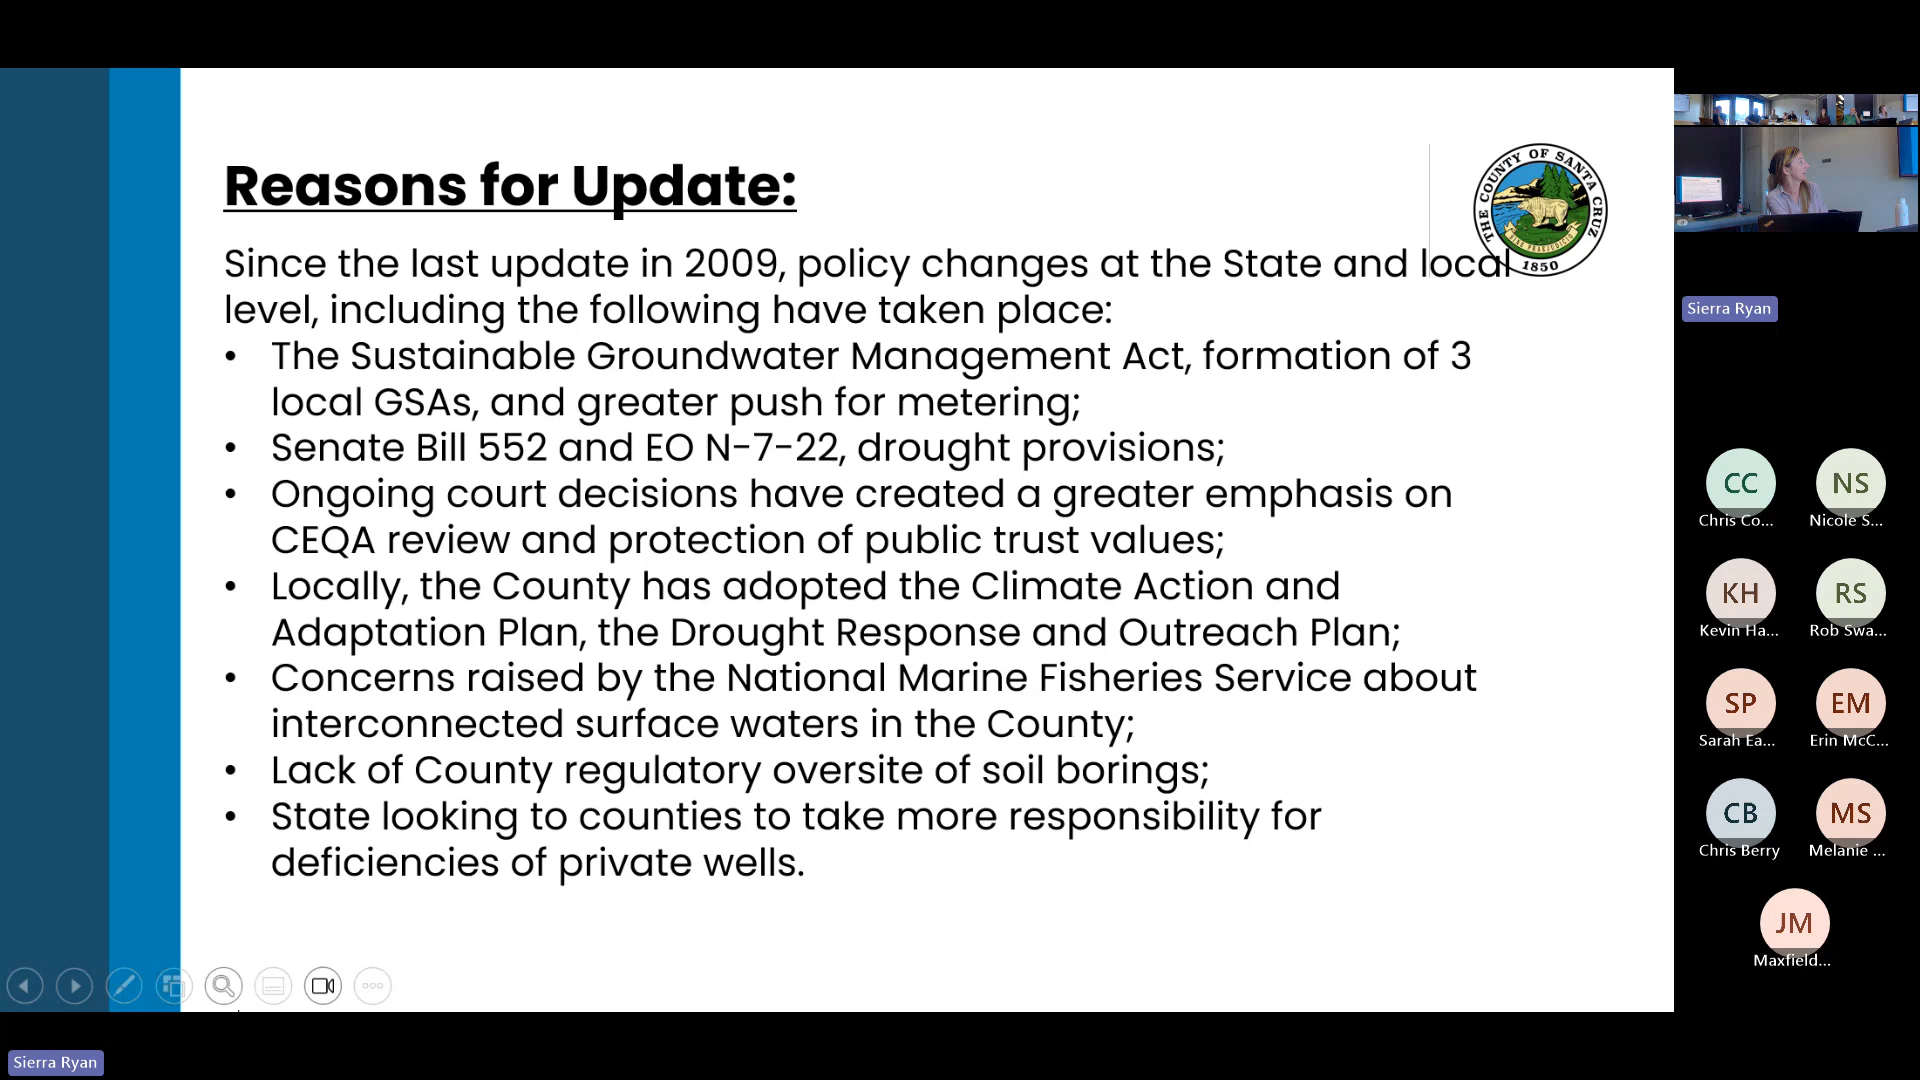 Reasons for Update:
THE COUNTY OF SANTA CRUZ
SINE PRAEJUDICIO
1850
Since the last update in 2009, policy changes at the State and local
level, including the following have taken place:
• The Sustainable Groundwater Management Act, formation of 3
local GSAs, and greater push for metering;
• Senate Bill 552 and EO N-7-22, drought provisions;
• Ongoing court decisions have created a greater emphasis on
CEQA review and protection of public trust values;
• Locally, the County has adopted the Climate Action and
Adaptation Plan, the Drought Response and Outreach Plan;
• Concerns raised by the National Marine Fisheries Service about
interconnected surface waters in the County;
• Lack of County regulatory oversite of soil borings;
• State looking to counties to take more responsibility for
deficiencies of private wells.
Sierra Ryan
Sierra Ryan
CC
Chris Co...
NS
Nicole S...
KH
Kevin Ha...
RS
Rob Swa...
SP
Sarah Ea...
EM
Erin McC...
CB
Chris Berry
MS
Melanie ...
JM
Maxfield...